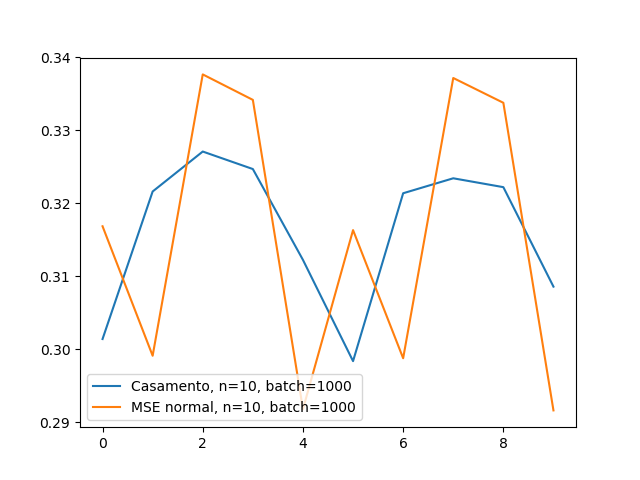 0.34
0.33
0.32
0.31
0.30
0.29
Casamento, n=10, batch=1000
MSE normal, n=10, batch=1000
0 2 4 6 8